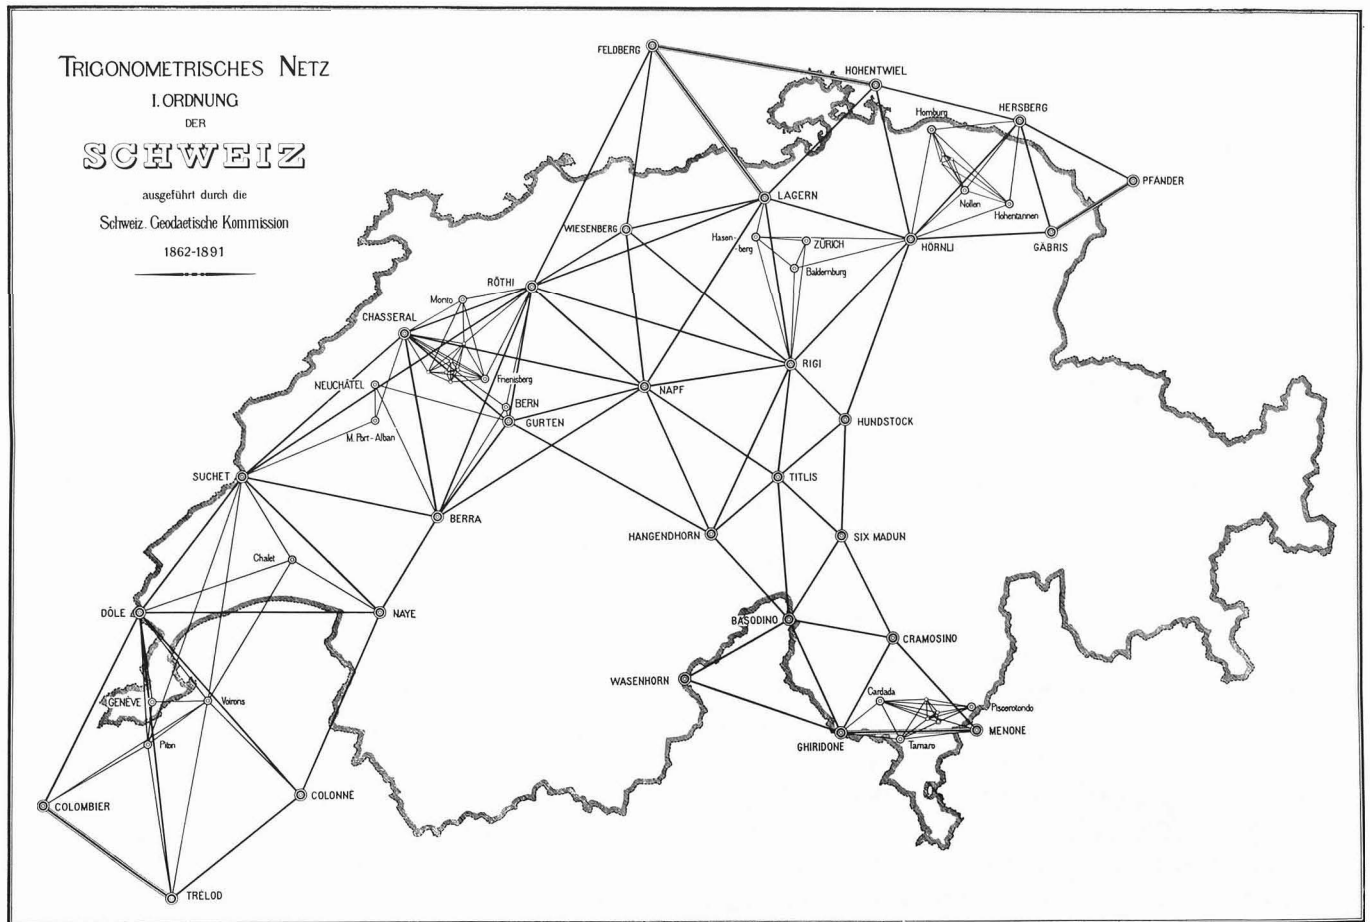 TRIGONOMETRISCHES NETZ
I. ORDNUNG
DER
SCHWEIZ
ausgeführt durch die
Schweiz. Geodaetische Kommission
1862-1891
FELDBERG
HOHENTWIEL
HERSBERG
Homburg
PFÄNDER
LAGERN
Nollen
Hohentannen
WIESENBERG
Hasen-
-berg
ZÜRICH
HÖRNLI
GÄBRIS
Baldernburg
RÖTHI
Monto
CHASSERAL
RIGI
Frienisberg
NEUCHÂTEL
NAPF
BERN
GURTEN
HUNDSTOCK
M. Port-Alban
SUCHET
TITLIS
BERRA
HANGENDHORN
SIX MADUN
Chalet
DÔLE
NAYE
BASODINO
CRAMOSINO
WASENHORN
GENÈVE
Voirons
Cardada
Piscerotondo
Piton
GHIRIDONE
Tamaro
MENONE
COLOMBIER
COLONNÉ
TRÉLOD